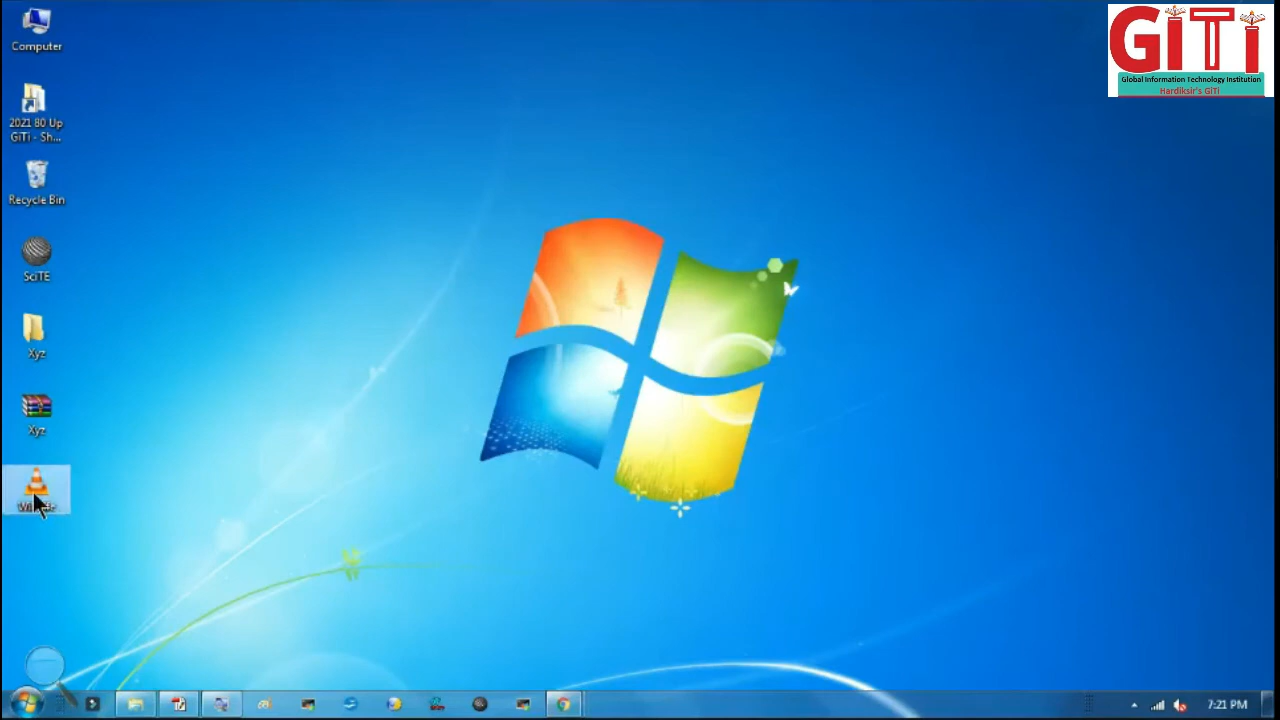 GiTi
Global Information Technology Institution
Hardiksir's GiTi
Computer
2021 80 Up
GiTi - Sh...
Recycle Bin
SciTE
Xyz
Xyz
7:21 PM